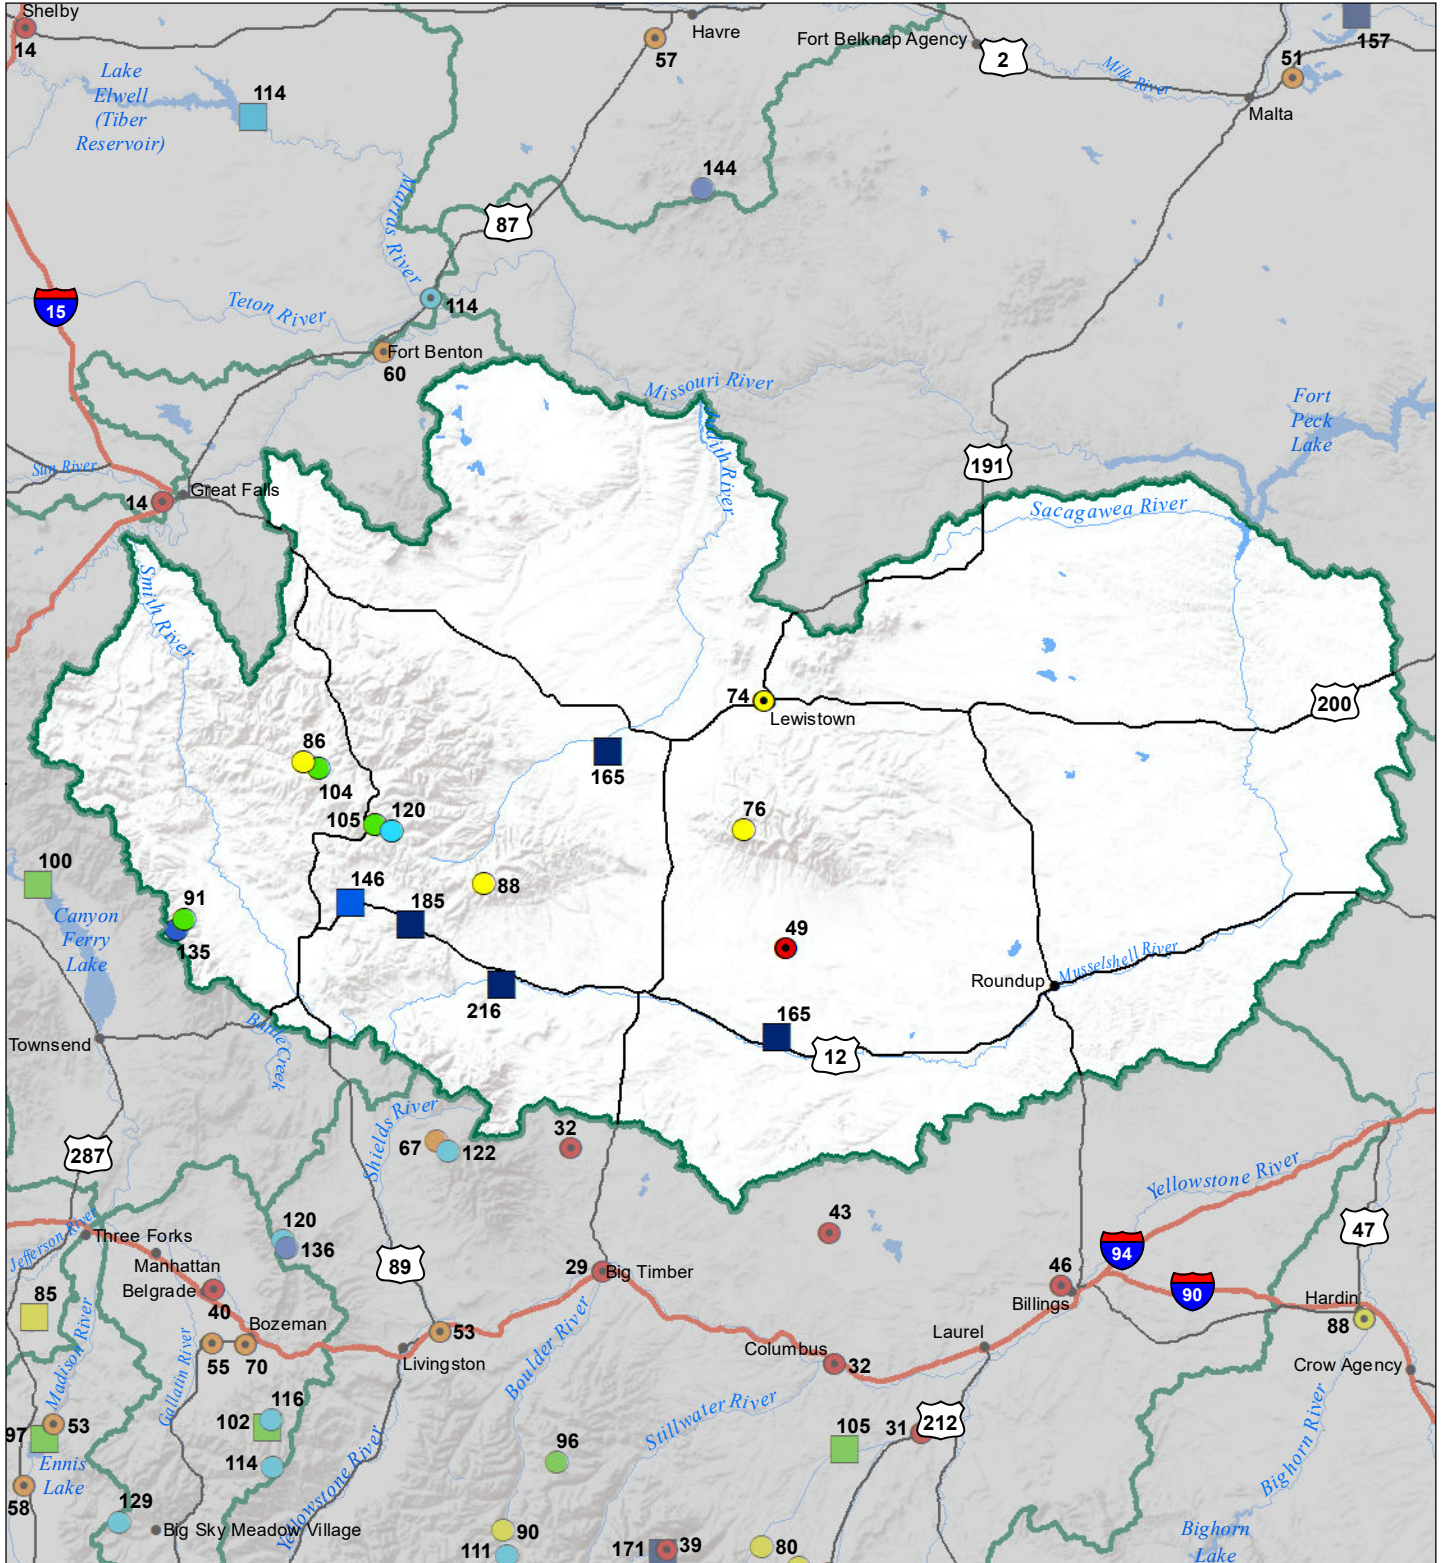 Shelby
14
Havre
57
Fort Belknap Agency
2
157
51
Milk River
Malta
Lake
Elwell
(Tiber
Reservoir)
114
144
Marias River
87
15
Teton River
114
Fort Benton
60
Missouri River
Judith River
Fort
Peck
Lake
191
Sun River
Great Falls
14
Sacagawea River
Smith River
74
Lewistown
200
86
104
165
105
120
76
100
146
88
91
185
135
Canyon
Ferry
Lake
49
Roundup
Musselshell River
216
165
12
Battle Creek
Townsend
Shields River
67
122
32
287
Yellowstone River
43
47
Jefferson River
Three Forks
120
136
Manhattan
89
94
Belgrade
40
29
Big Timber
46
Billings
90
Hardin
88
85
Bozeman
55
70
53
Livingston
Madison River
Gallatin River
Boulder River
Columbus
32
Laurel
Crow Agency
116
102
53
97
Ennis
Lake
114
Stillwater River
105
31
212
96
58
129
Big Sky Meadow Village
Yellowstone River
90
111
171
39
80
Bighorn River
Bighorn
Lake